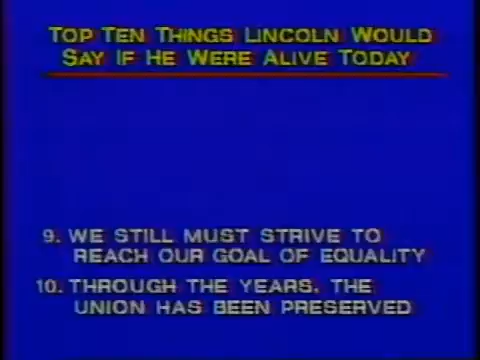 TOP TEN THINGS LINCOLN WOULD
SAY IF HE WERE ALIVE TODAY
9. WE STILL MUST STRIVE TO
REACH OUR GOAL OF EQUALITY
10. THROUGH THE YEARS, THE
UNION HAS BEEN PRESERVED